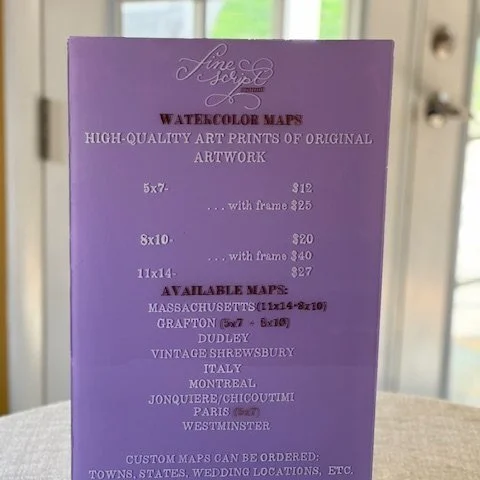 fine
script
WATERCOLOR MAPS
HIGH-QUALITY ART PRINTS OF ORIGINAL
ARTWORK
5x7- $12
... with frame $25
8x10- $20
... with frame $40
11x14- $27
AVAILABLE MAPS:
MASSACHUSETTS (11x14-8x10)
GRAFTON (5x7 - 8x10)
DUDLEY
VINTAGE SHREWSBURY
ITALY
MONTREAL
JONQUIERE/CHICOUTIMI
PARIS (5x7)
WESTMINSTER
CUSTOM MAPS CAN BE ORDERED:
TOWNS, STATES, WEDDING LOCATIONS, ETC.